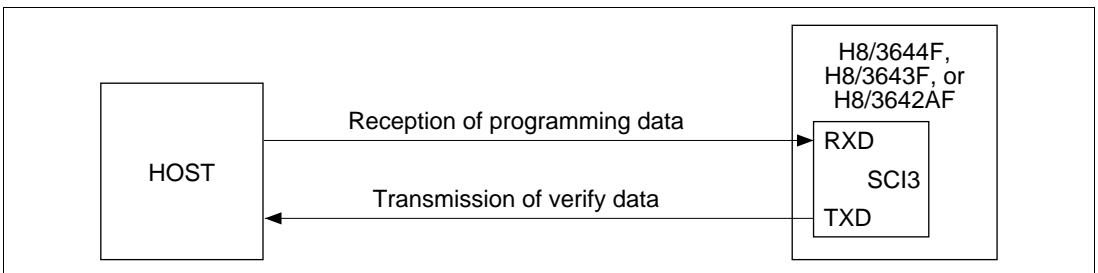 H8/3644F,
H8/3643F, or
H8/3642AF
Reception of programming data
RXD
HOST
SCI3
Transmission of verify data
TXD